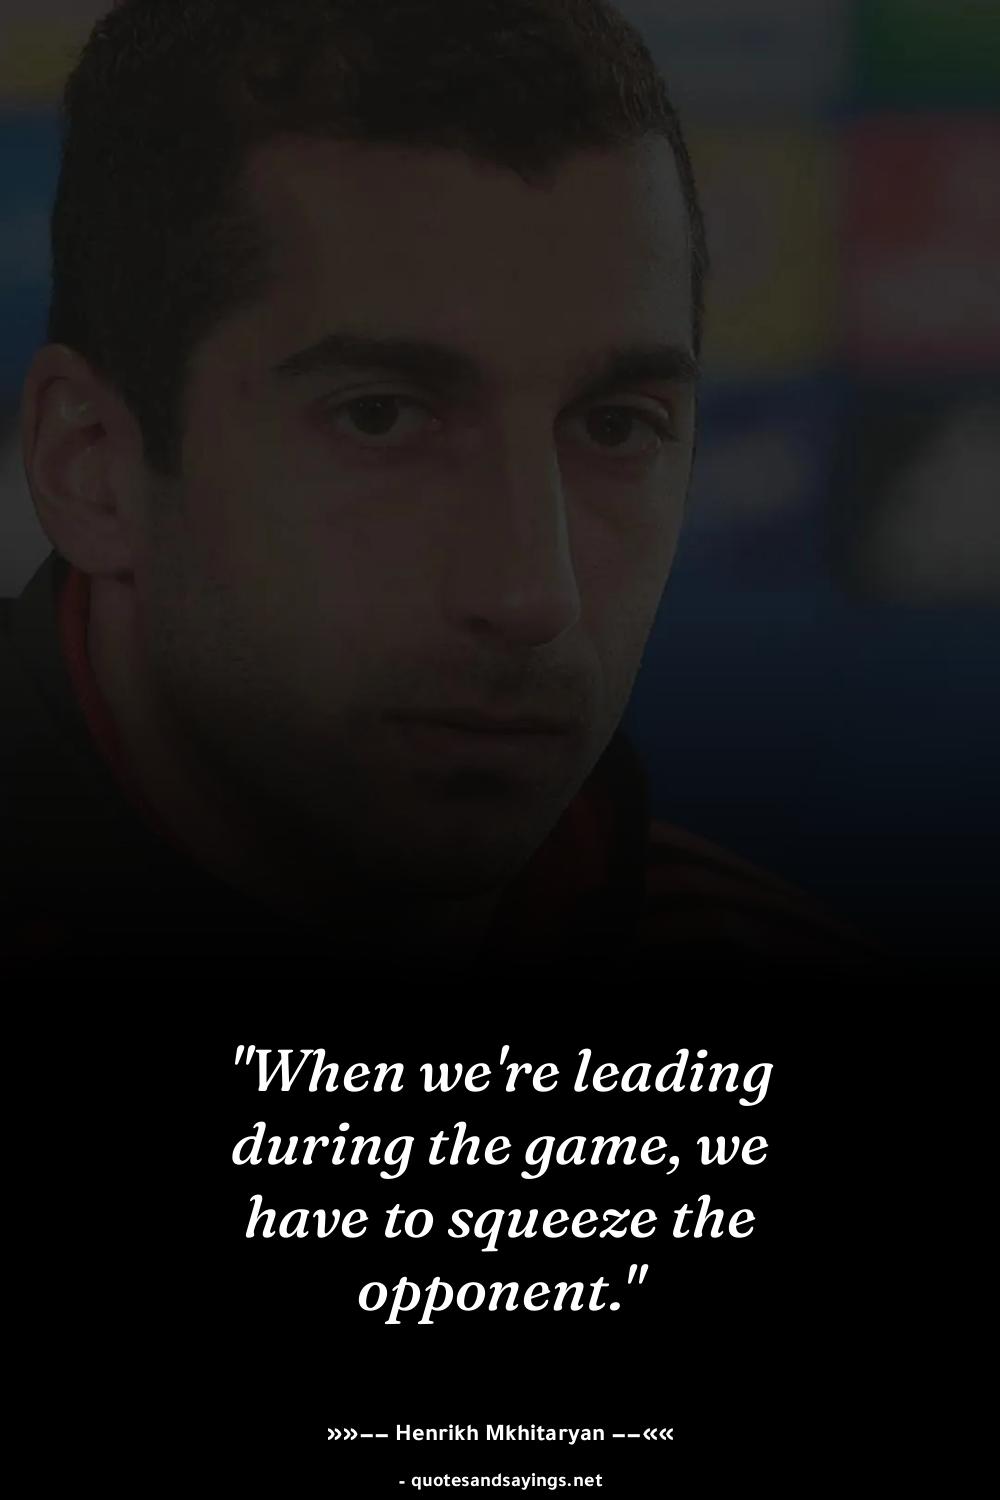 "When we're leading
during the game, we
have to squeeze the
opponent."
»»–– Henrikh Mkhitaryan ––««
- quotesandsayings.net